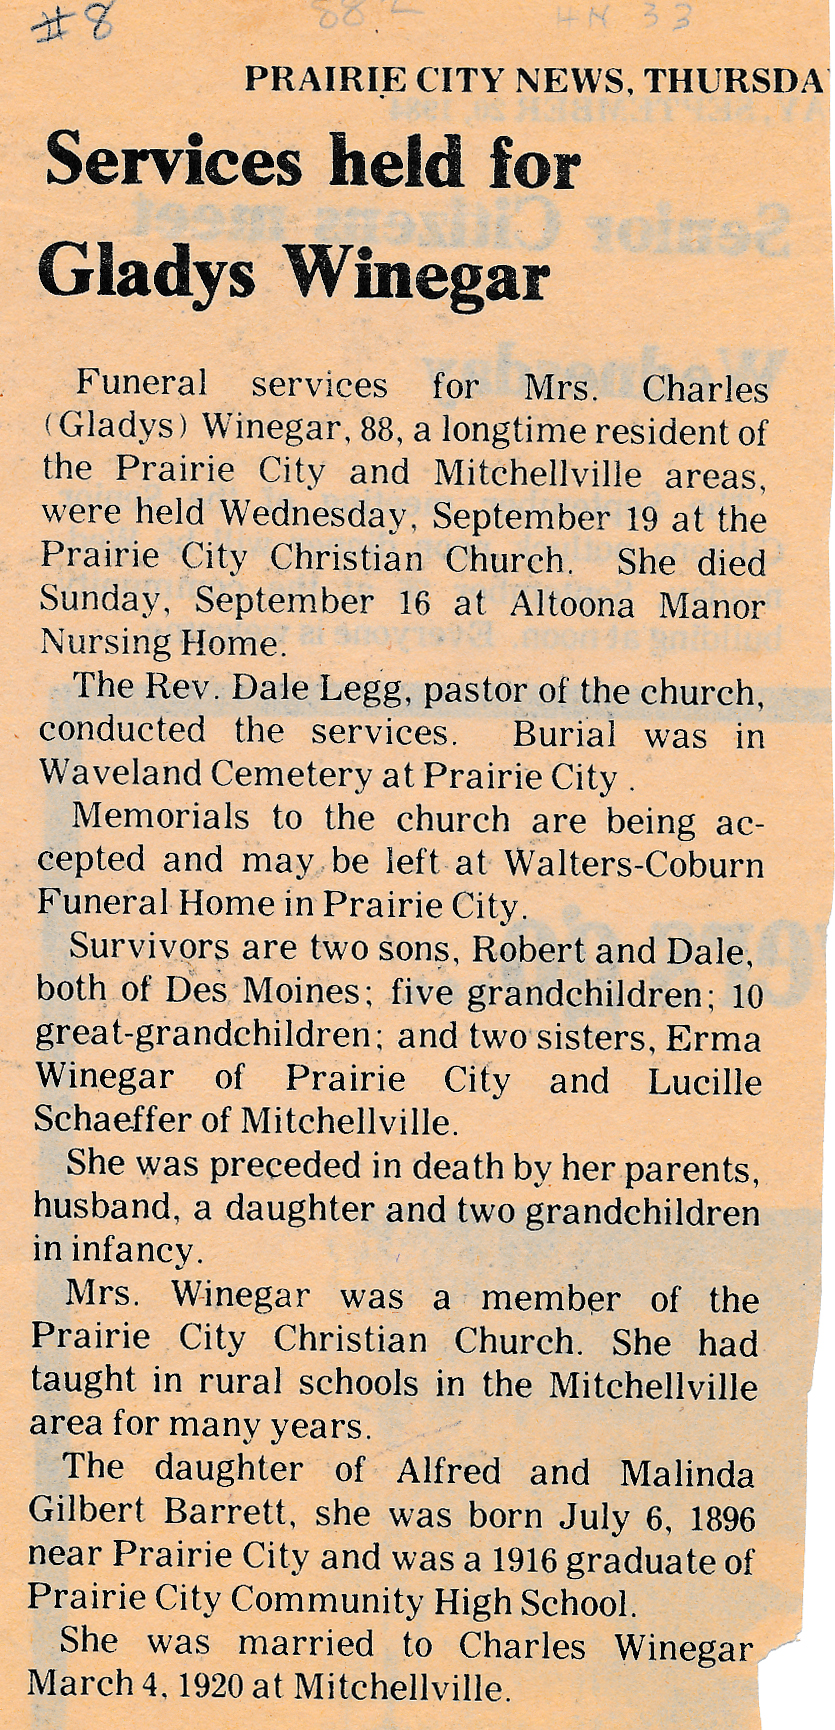 #8 882 HN 33
PRAIRIE CITY NEWS, THURSDA
Services held for
Gladys Winegar
Funeral services for Mrs. Charles
(Gladys) Winegar, 88, a longtime resident of
the Prairie City and Mitchellville areas,
were held Wednesday, September 19 at the
Prairie City Christian Church. She died
Sunday, September 16 at Altoona Manor
Nursing Home.
The Rev. Dale Legg, pastor of the church,
conducted the services. Burial was in
Waveland Cemetery at Prairie City .
Memorials to the church are being ac-
cepted and may be left at Walters-Coburn
Funeral Home in Prairie City.
Survivors are two sons, Robert and Dale,
both of Des Moines; five grandchildren; 10
great-grandchildren; and two sisters, Erma
Winegar of Prairie City and Lucille
Schaeffer of Mitchellville.
She was preceded in death by her parents,
husband, a daughter and two grandchildren
in infancy.
Mrs. Winegar was a member of the
Prairie City Christian Church. She had
taught in rural schools in the Mitchellville
area for many years.
The daughter of Alfred and Malinda
Gilbert Barrett, she was born July 6, 1896
near Prairie City and was a 1916 graduate of
Prairie City Community High School.
She was married to Charles Winegar
March 4, 1920 at Mitchellville.